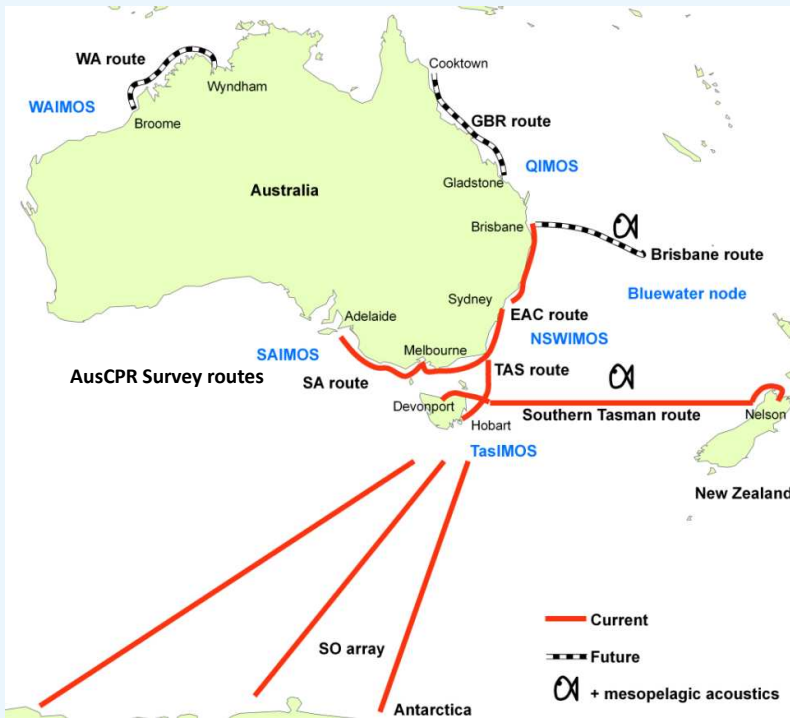 WA route
Wyndham
WAIMOS
Broome
Cooktown
GBR route
QIMOS
Gladstone
Australia
Brisbane
Brisbane route
Bluewater node
Sydney
EAC route
Adelaide
NSWIMOS
Melbourne
SAIMOS
TAS route
AusCPR Survey routes
SA route
Devonport
Southern Tasman route
Nelson
Hobart
TasIMOS
New Zealand
Current
SO array
Future
+ mesopelagic acoustics
Antarctica